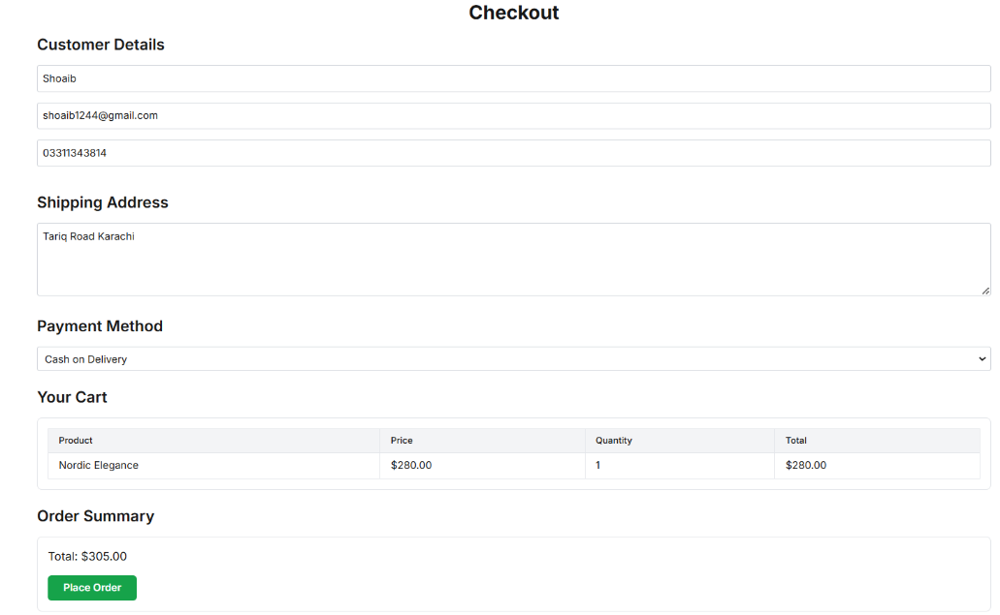 Checkout
Customer Details
Shoaib
shoaib1244@gmail.com
03311343814
Shipping Address
Tariq Road Karachi
Payment Method
Cash on Delivery
Your Cart
Product Price Quantity Total
Nordic Elegance $280.00 1 $280.00
Order Summary
Total: $305.00
Place Order